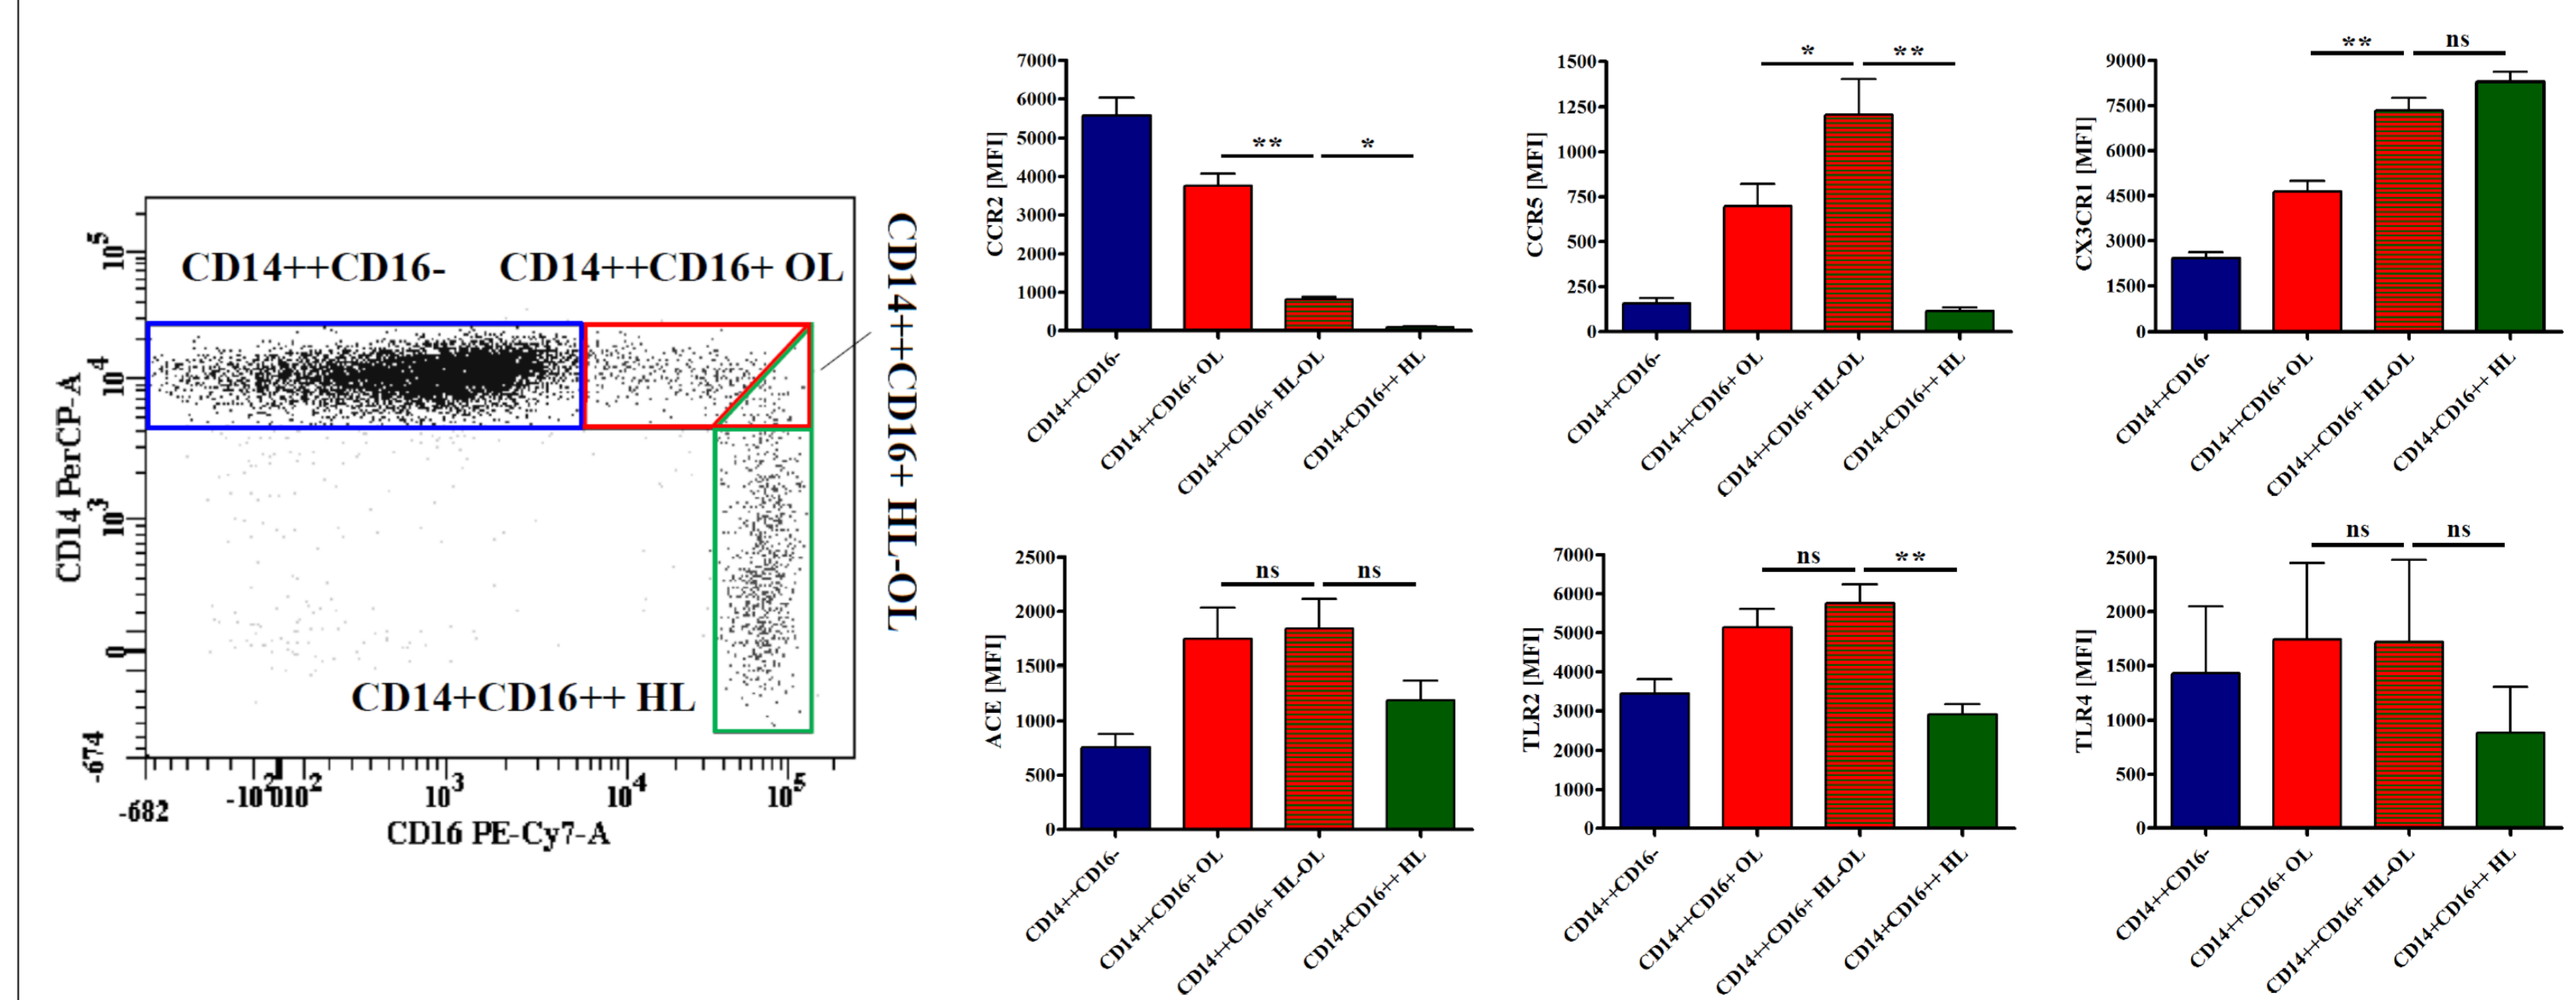 CD14++CD16-
CD14++CD16+ OL
CD14++CD16+ HL-OL
CD14+CD16++ HL
CD14 PerCP-A
10^5
10^4
10^3
0
-674
-682
-10^2 0 10^2
10^3
10^4
10^5
CD16 PE-Cy7-A
CCR2 [MFI]
7000
6000
5000
4000
3000
2000
1000
0
** *
CD14++CD16-
CD14++CD16+ OL
CD14++CD16+ HL-OL
CD14+CD16++ HL
CCR5 [MFI]
1500
1250
1000
750
500
250
0
* **
CD14++CD16-
CD14++CD16+ OL
CD14++CD16+ HL-OL
CD14+CD16++ HL
CX3CR1 [MFI]
9000
7500
6000
4500
3000
1500
0
** ns
CD14++CD16-
CD14++CD16+ OL
CD14++CD16+ HL-OL
CD14+CD16++ HL
ACE [MFI]
2500
2000
1500
1000
500
0
ns ns
CD14++CD16-
CD14++CD16+ OL
CD14++CD16+ HL-OL
CD14+CD16++ HL
TLR2 [MFI]
7000
6000
5000
4000
3000
2000
1000
0
ns **
CD14++CD16-
CD14++CD16+ OL
CD14++CD16+ HL-OL
CD14+CD16++ HL
TLR4 [MFI]
2500
2000
1500
1000
500
0
ns ns
CD14++CD16-
CD14++CD16+ OL
CD14++CD16+ HL-OL
CD14+CD16++ HL